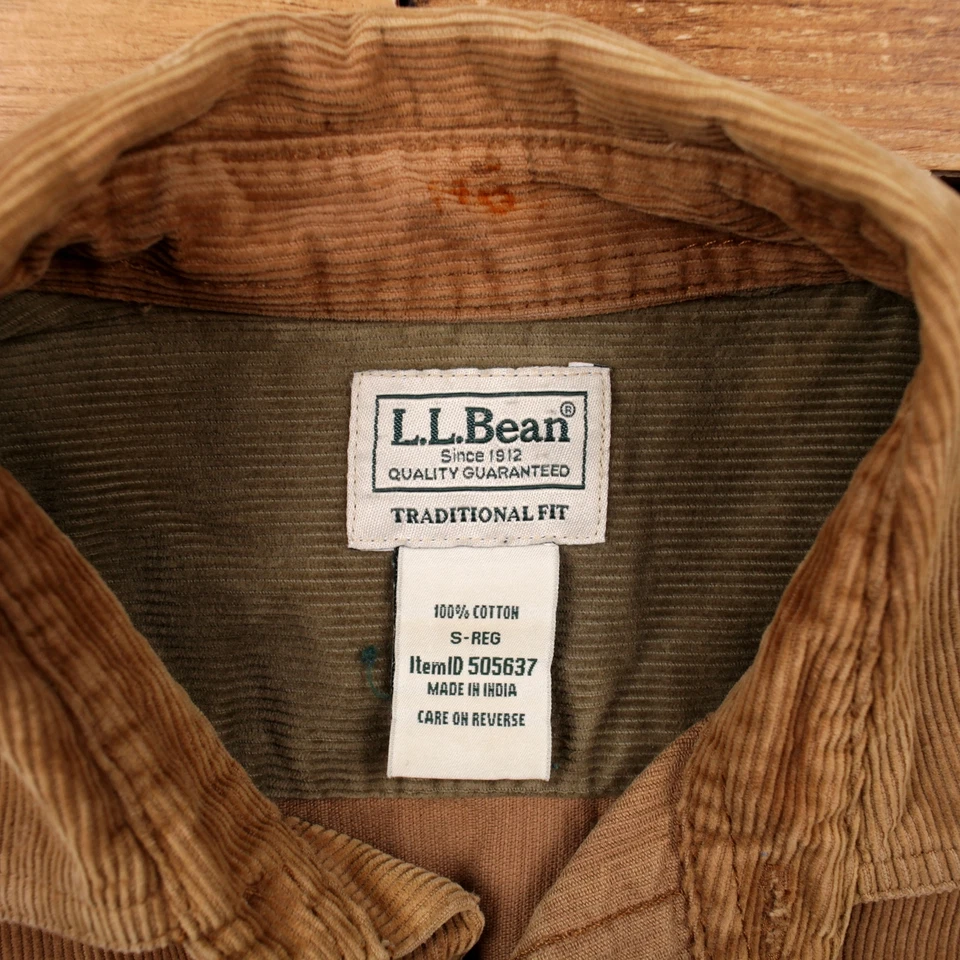 L.L.Bean®
Since 1912
QUALITY GUARANTEED
TRADITIONAL FIT
100% COTTON
S-REG
ItemID 505637
MADE IN INDIA
CARE ON REVERSE